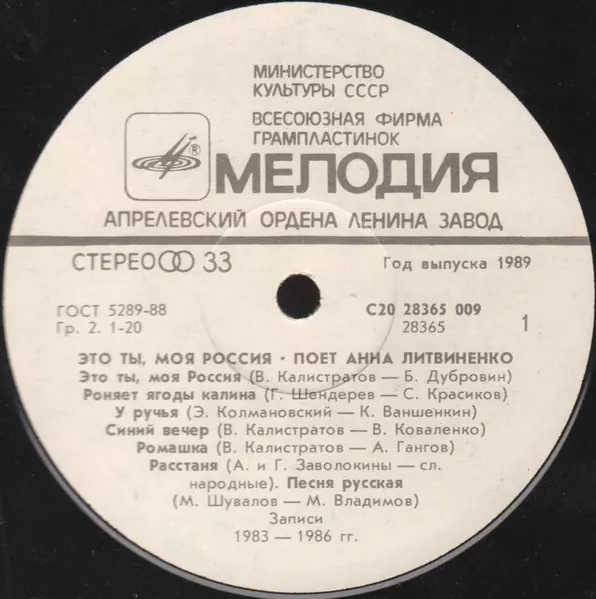 МИНИСТЕРСТВО
КУЛЬТУРЫ СССР
ВСЕСОЮЗНАЯ ФИРМА
ГРАМПЛАСТИНОК
®
МЕЛОДИЯ
АПРЕЛЕВСКИЙ ОРДЕНА ЛЕНИНА ЗАВОД
СТЕРЕО 33
Год выпуска 1989
ГОСТ 5289-88
Гр. 2. 1-20
С20 28365 009
28365
1
ЭТО ТЫ, МОЯ РОССИЯ · ПОЕТ АННА ЛИТВИНЕНКО
Это ты, моя Россия (В. Калистратов — Б. Дубровин)
Роняет ягоды калина (Г. Шендерев — С. Красиков)
У ручья (Э. Колмановский — К. Ваншенкин)
Синий вечер (В. Калистратов — В. Коваленко)
Ромашка (В. Калистратов — А. Гангов)
Расстаня (А. и Г. Заволокины — сл.
народные). Песня русская
(М. Шувалов — М. Владимов)
Записи
1983 — 1986 гг.